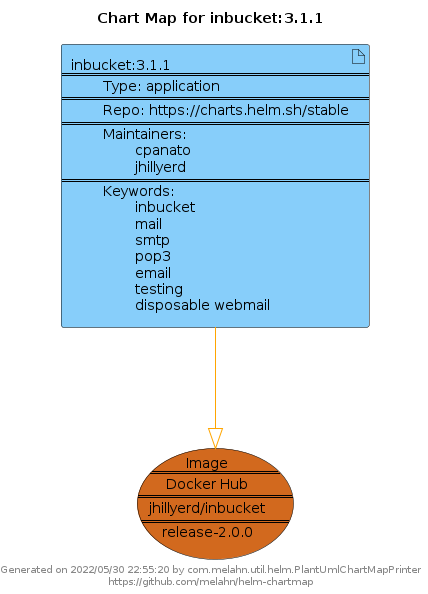 Chart Map for inbucket:3.1.1
inbucket:3.1.1
Type: application
Repo: https://charts.helm.sh/stable
Maintainers:
cpanato
jhillyerd
Keywords:
inbucket
mail
smtp
pop3
email
testing
disposable webmail
Image
Docker Hub
jhillyerd/inbucket
release-2.0.0
Generated on 2022/05/30 22:55:20 by com.melahn.util.helm.PlantUmlChartMapPrinter
https://github.com/melahn/helm-chartmap